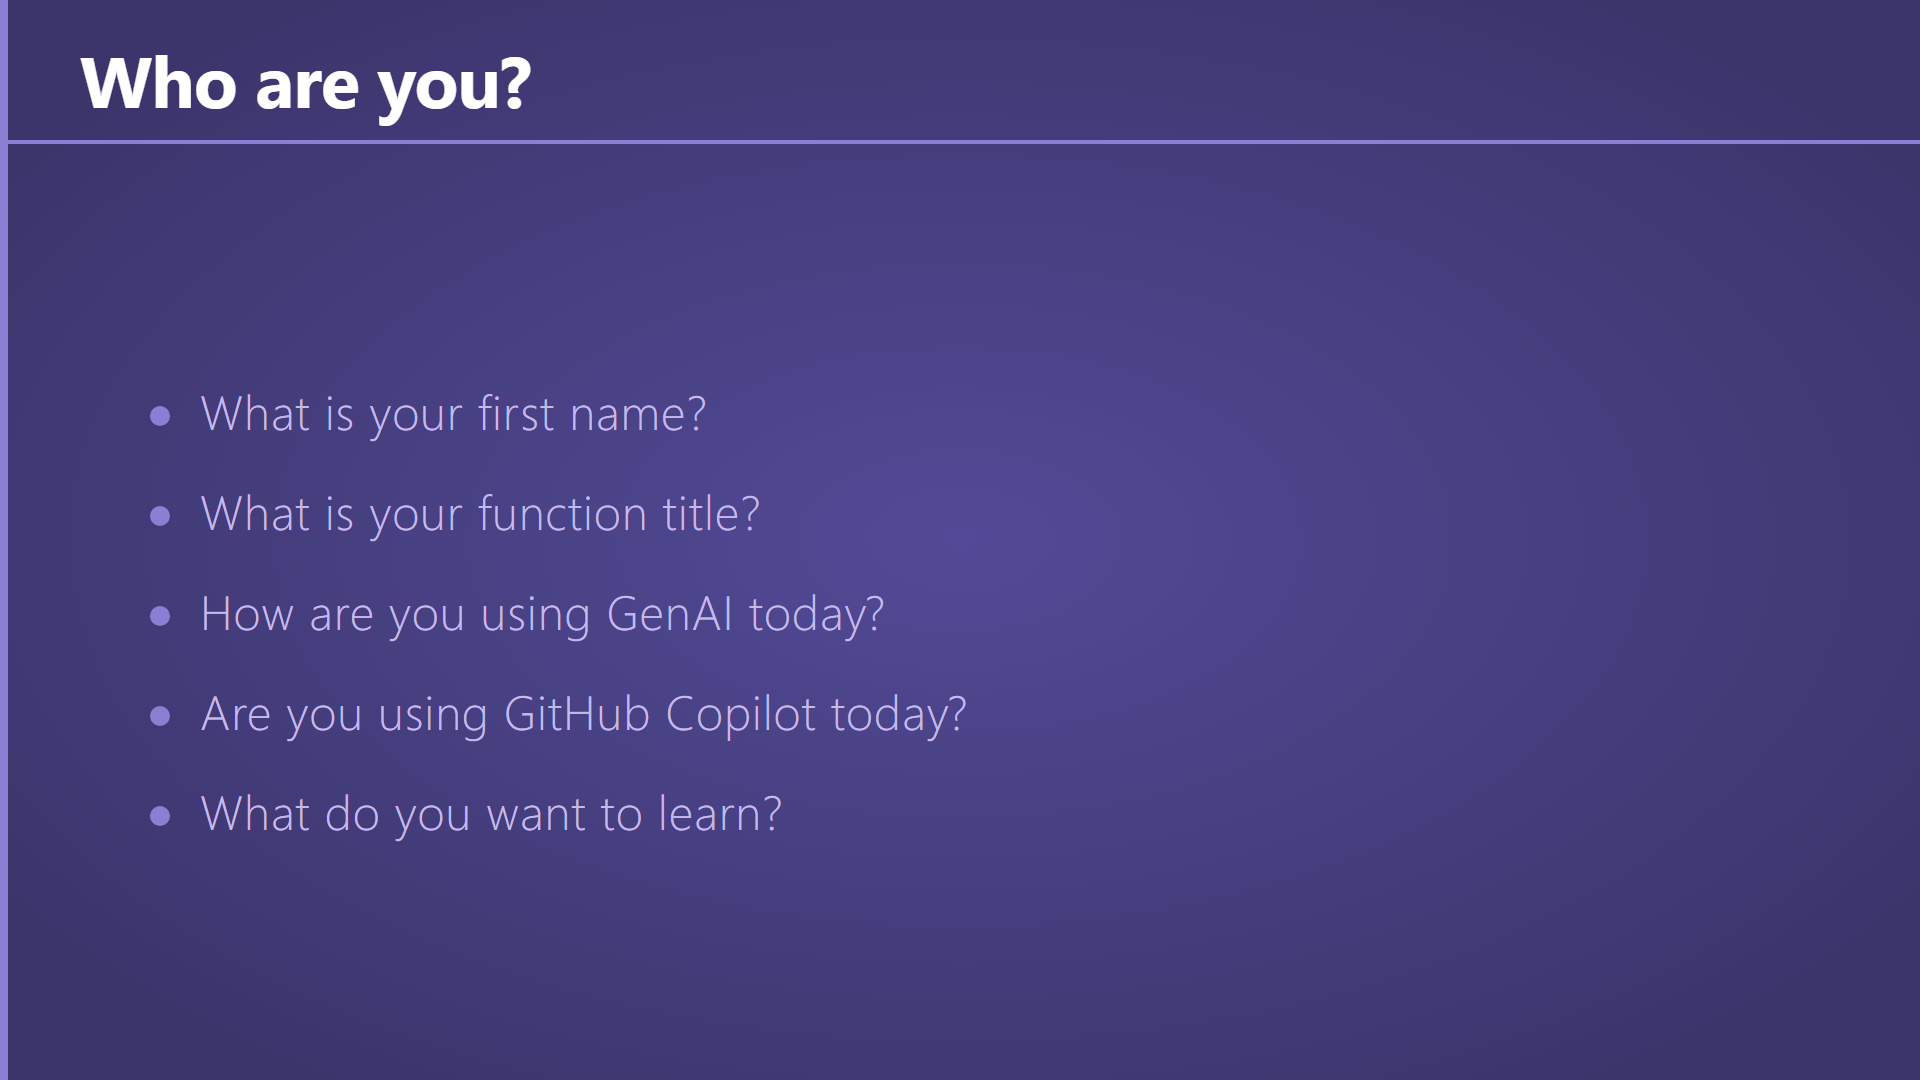 Who are you?
What is your first name?
What is your function title?
How are you using GenAI today?
Are you using GitHub Copilot today?
What do you want to learn?